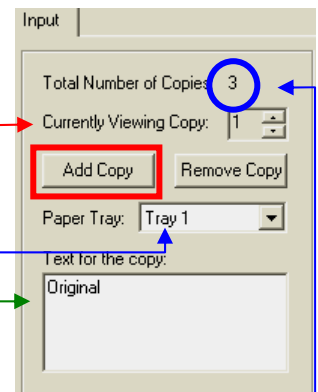 Input
Total Number of Copies: 3
Currently Viewing Copy: 1
Add Copy Remove Copy
Paper Tray: Tray 1
Text for the copy:
Original